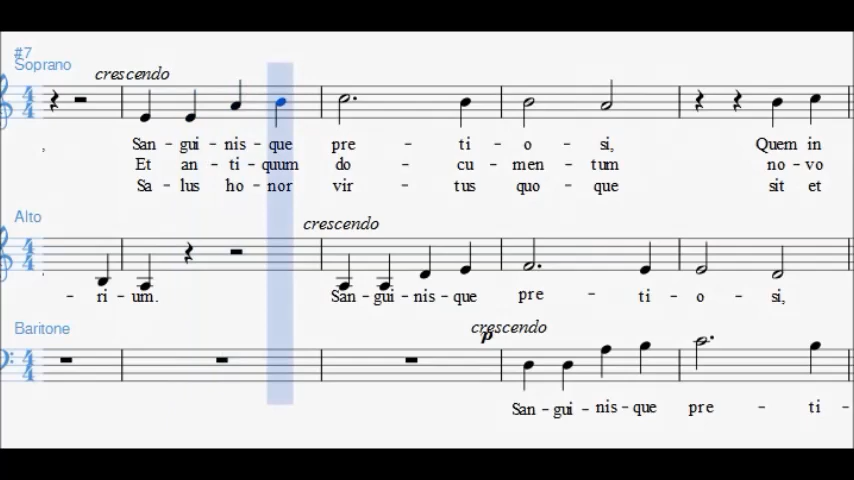 #7
Soprano
crescendo
, San - gui - nis - que pre - ti - o - si, Quem in
Et an - ti - quum do - cu - men - tum no - vo
Sa - lus ho - nor vir - tus quo - que sit et
Alto
crescendo
- ri - um. San - gui - nis - que pre - ti - o - si,
Baritone
crescendo
p
San - gui - nis - que pre - ti -